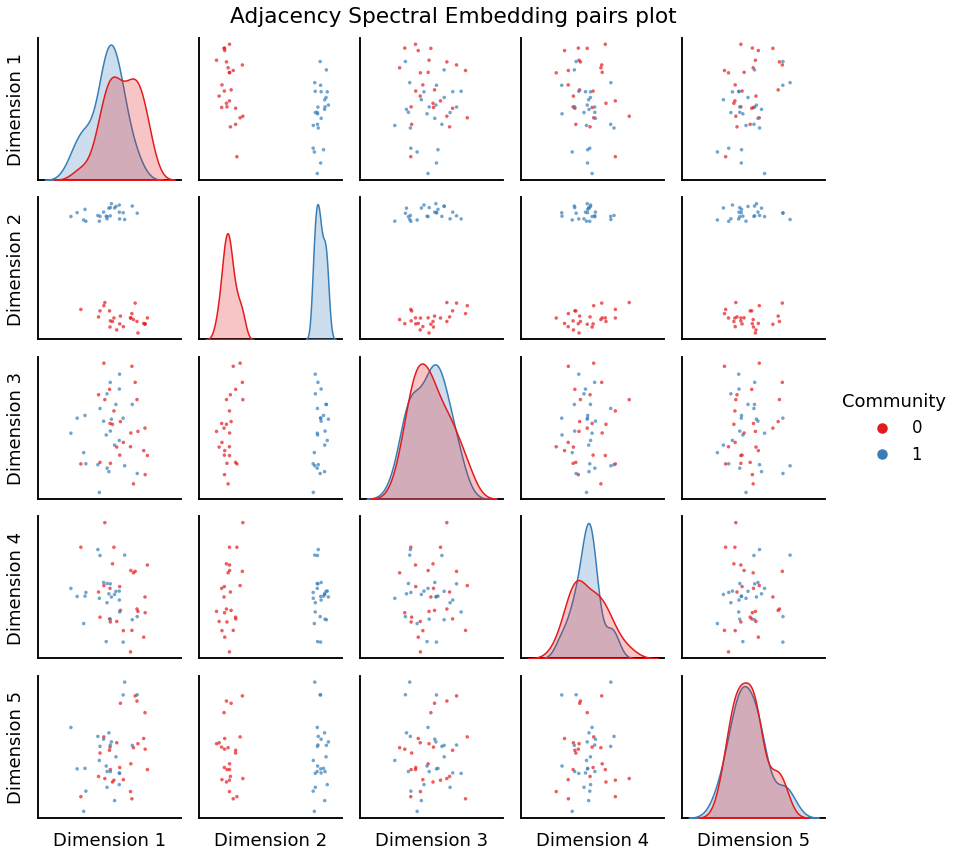 Adjacency Spectral Embedding pairs plot
Dimension 1
Dimension 2
Dimension 3
Dimension 4
Dimension 5
Community
0
1
Dimension 1
Dimension 2
Dimension 3
Dimension 4
Dimension 5